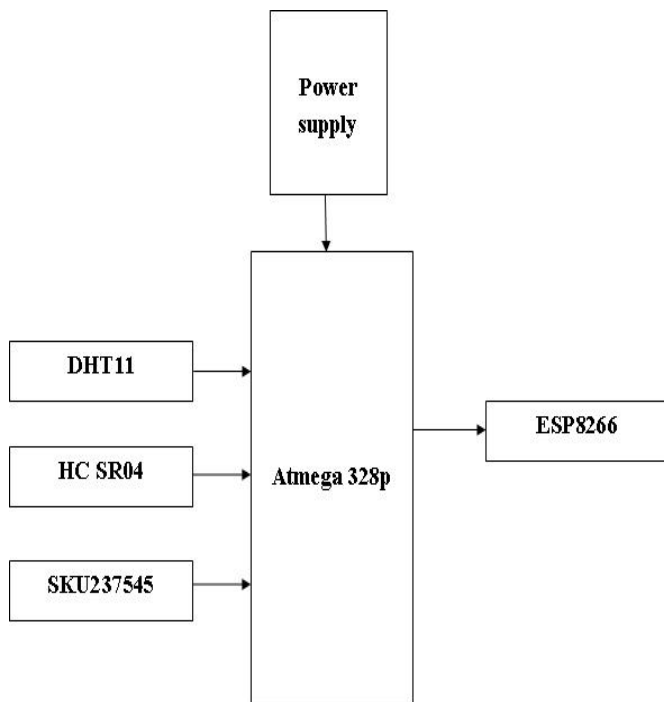 Power
supply
DHT11
HC SR04
SKU237545
Atmega 328p
ESP8266